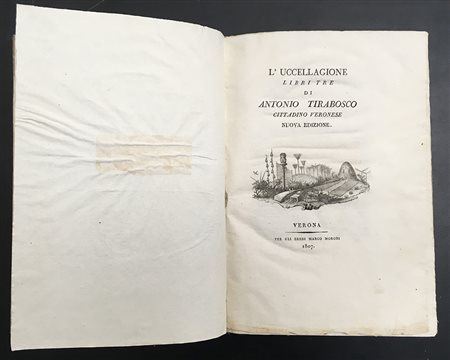 L' UCCELLAGIONE
LIBRI TRE
DI
ANTONIO TIRABOSCO
CITTADINO VERONESE
NUOVA EDIZIONE.
VERONA
PER GLI EREDI MARCO MORONI
1807.